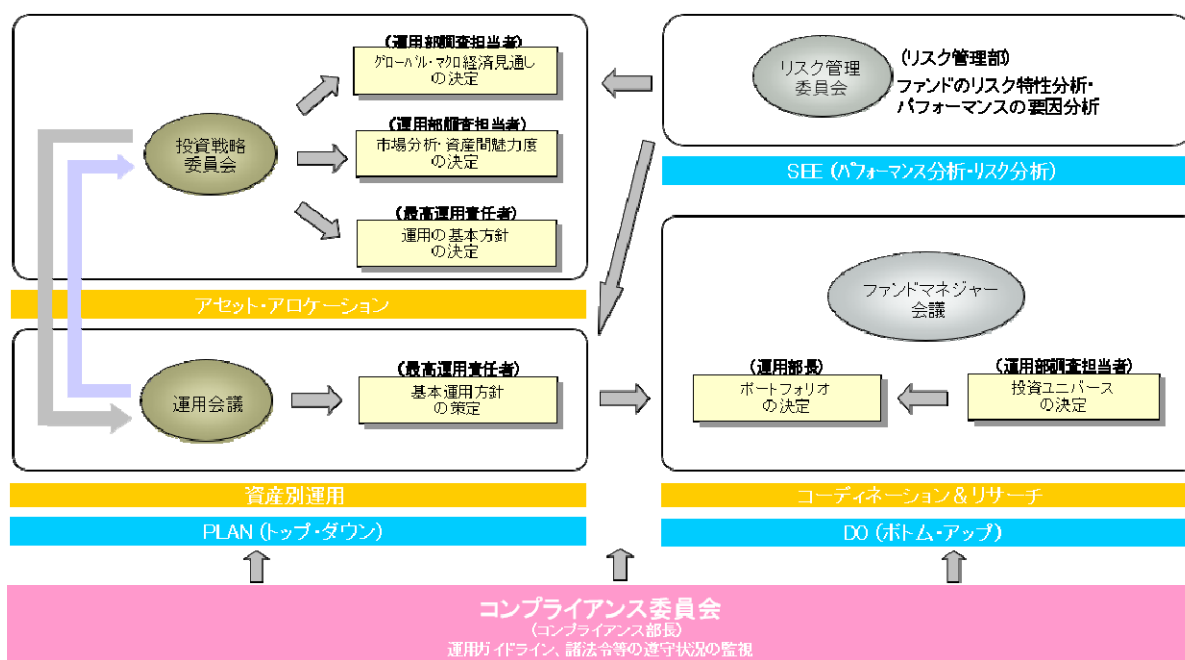 (運用部調査担当者)
グローバル・マクロ経済見通し
の決定
投資戦略
委員会
(運用部調査担当者)
市場分析・資産間魅力度
の決定
(最高運用責任者)
運用の基本方針
の決定
アセット・アロケーション
運用会議
(最高運用責任者)
基本運用方針
の策定
資産別運用
PLAN (トップ・ダウン)
リスク管理
委員会
(リスク管理部)
ファンドのリスク特性分析・
パフォーマンスの要因分析
SEE (パフォーマンス分析・リスク分析)
ファンドマネジャー
会議
(運用部長)
ポートフォリオ
の決定
(運用部調査担当者)
投資ユニバース
の決定
コーディネーション＆リサーチ
DO (ボトム・アップ)
コンプライアンス委員会
(コンプライアンス部長)
運用ガイドライン、諸法令等の遵守状況の監視